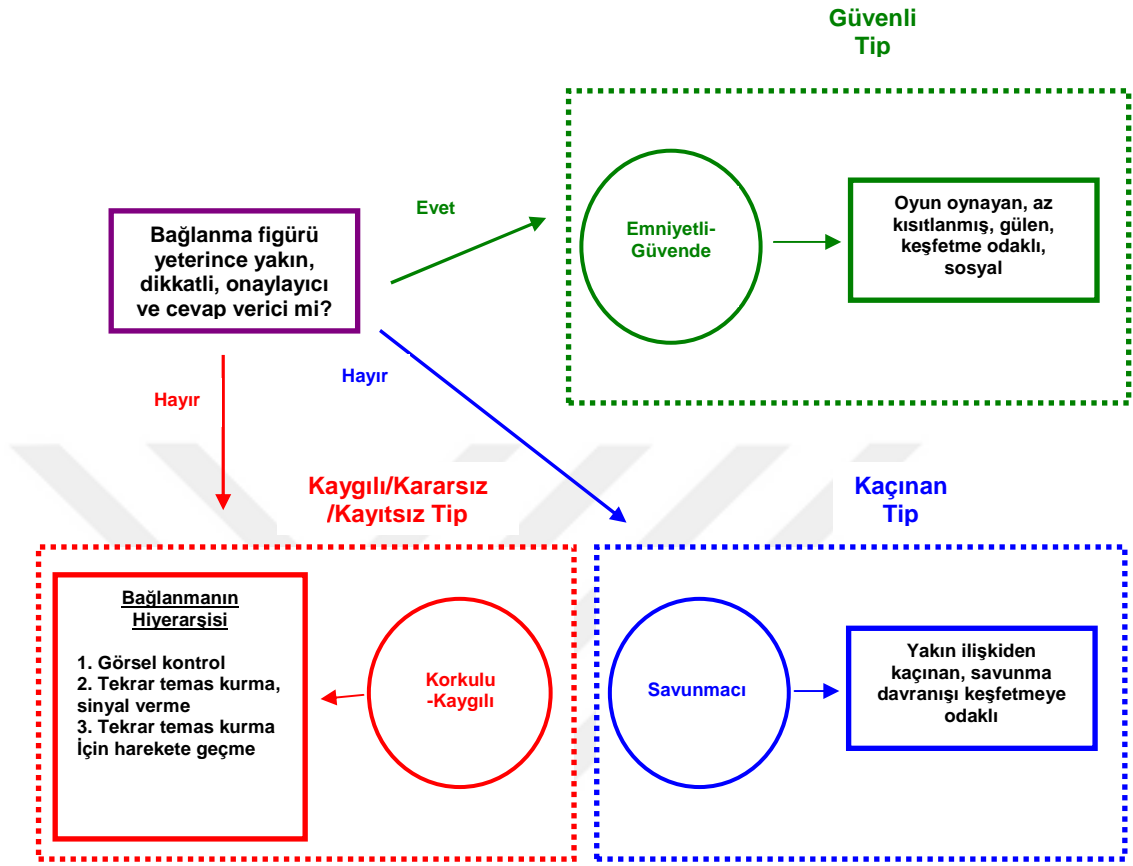 Güvenli
Tip
Evet
Emniyetli-
Güvende
Oyun oynayan, az
kısıtlanmış, gülen,
keşfetme odaklı,
sosyal
Bağlanma figürü
yeterince yakın,
dikkatli, onaylayıcı
ve cevap verici mi?
Hayır
Hayır
Kaygılı/Kararsız
/Kayıtsız Tip
Kaçınan
Tip
Bağlanmanın
Hiyerarşisi
1. Görsel kontrol
2. Tekrar temas kurma,
sinyal verme
3. Tekrar temas kurma
İçin harekete geçme
Korkulu
-Kaygılı
Savunmacı
Yakın ilişkiden
kaçınan, savunma
davranışı keşfetmeye
odaklı